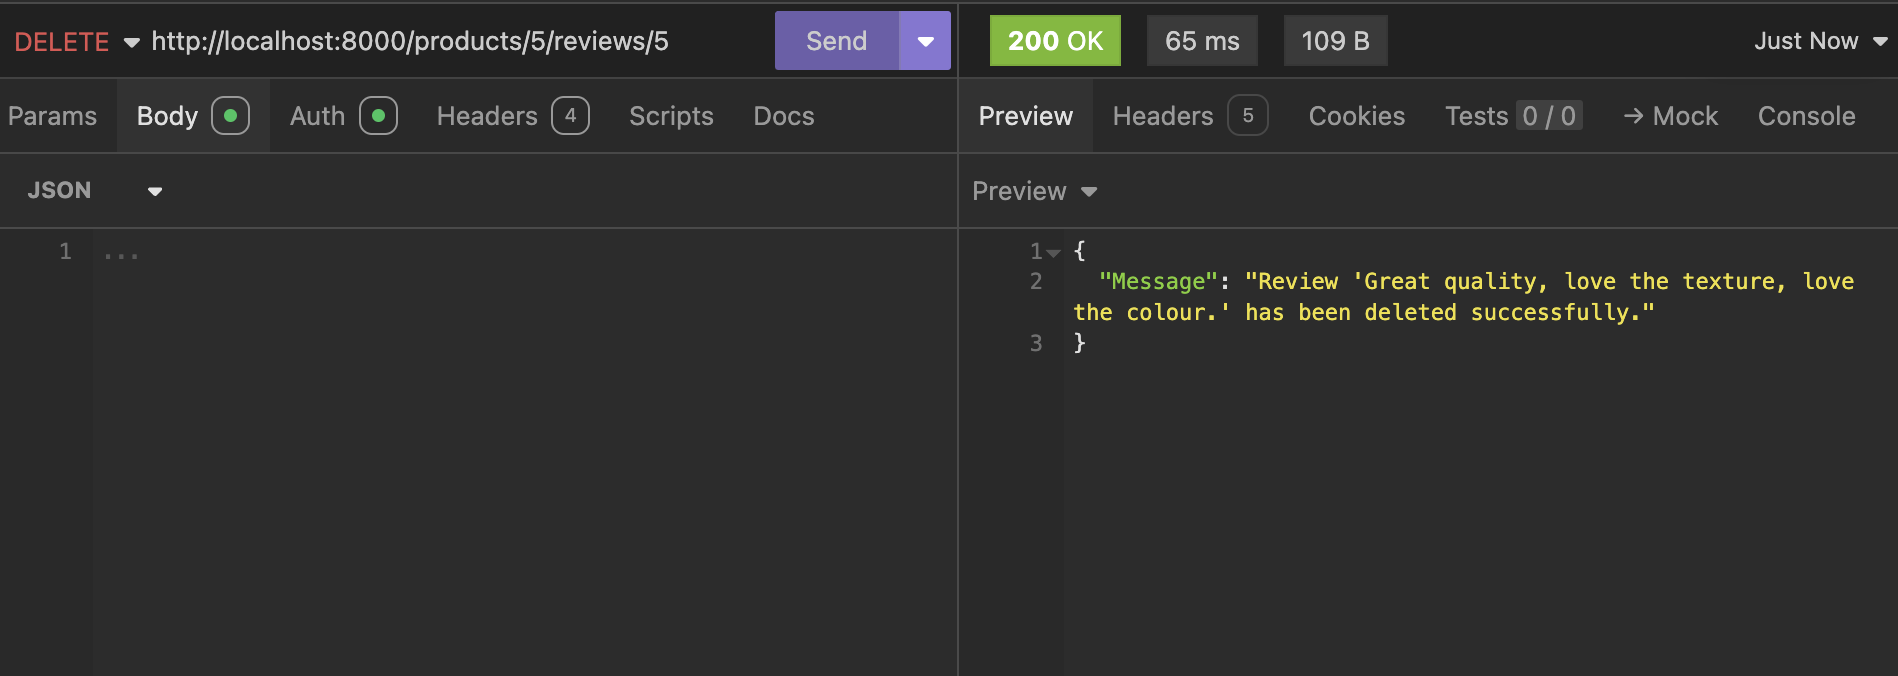 DELETE http://localhost:8000/products/5/reviews/5 Send 200 OK 65 ms 109 B Just Now
Params Body Auth Headers 4 Scripts Docs Preview Headers 5 Cookies Tests 0 / 0 → Mock Console
JSON Preview
1 ...
1 {
2 "Message": "Review 'Great quality, love the texture, love
the colour.' has been deleted successfully."
3 }